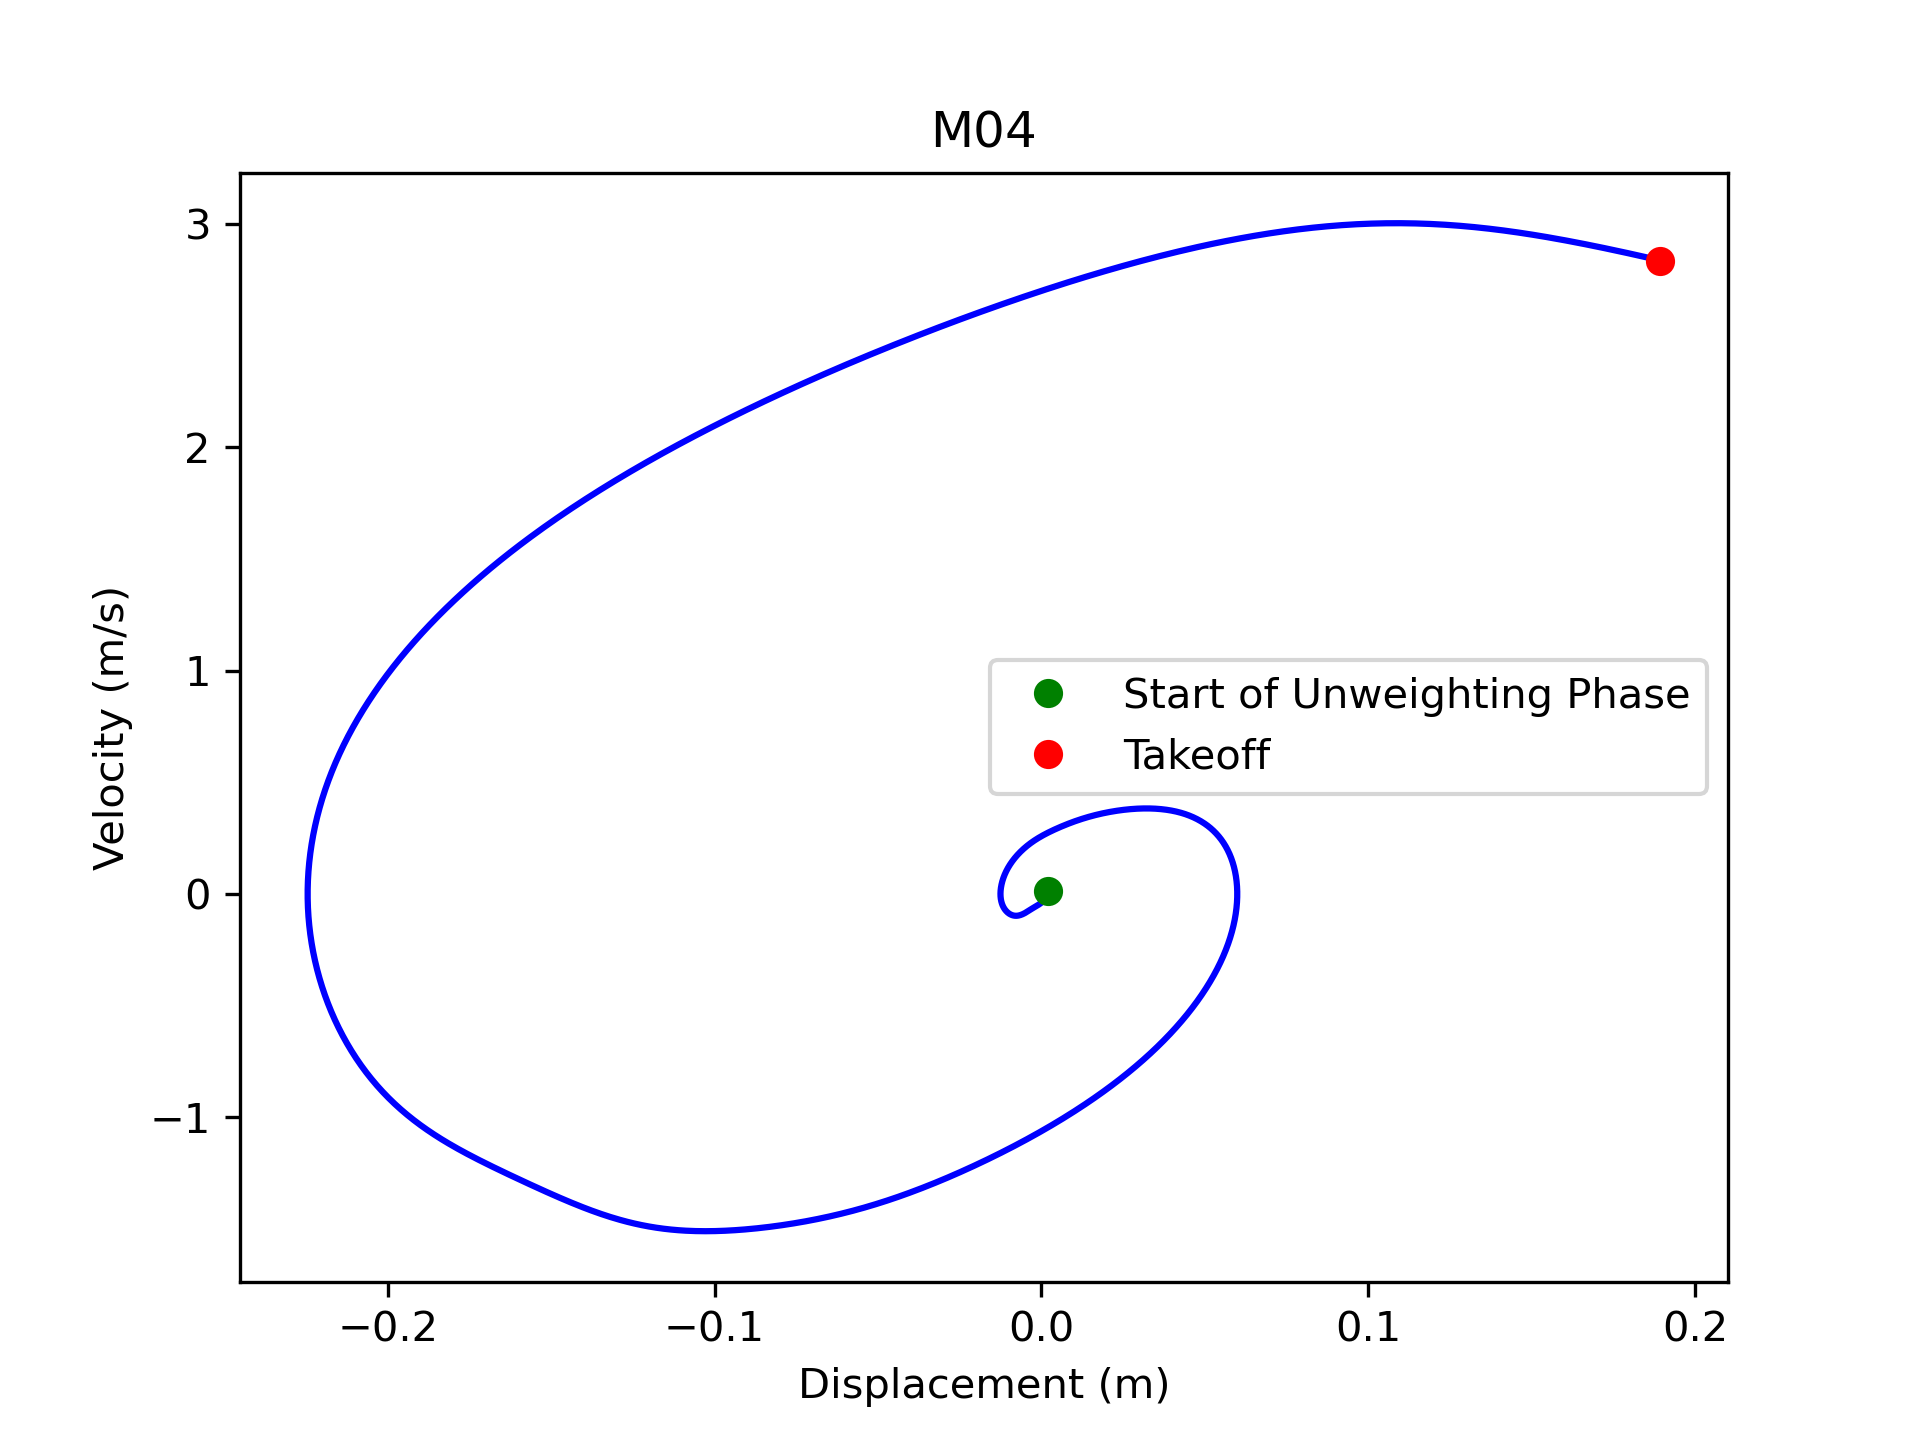 M04
3
2
1
0
−1
Velocity (m/s)
Start of Unweighting Phase
Takeoff
−0.2 −0.1 0.0 0.1 0.2
Displacement (m)